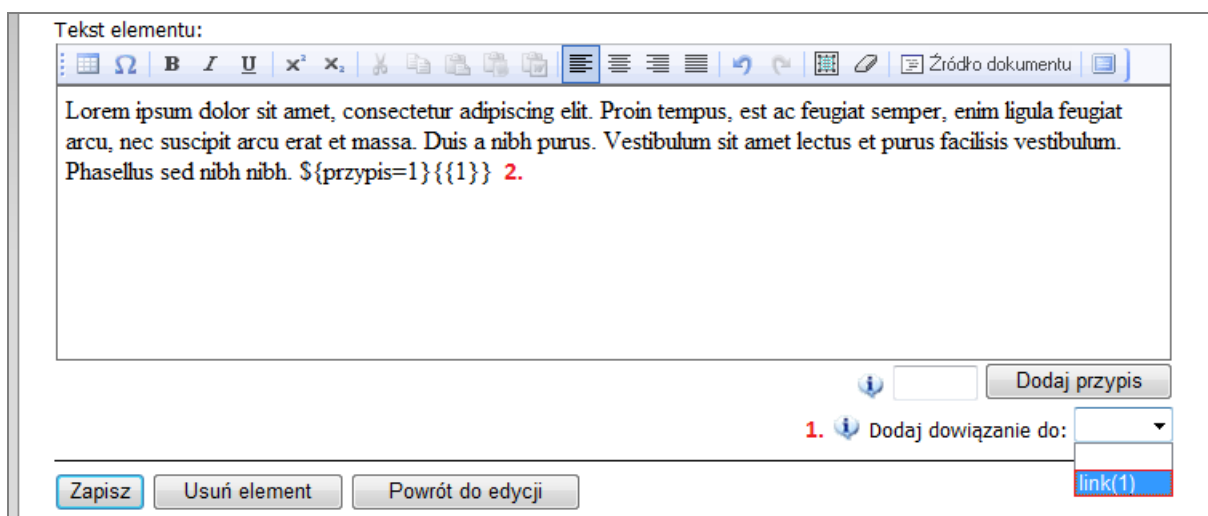 Tekst elementu:
Ω B I U x² x₂ Źródło dokumentu
Lorem ipsum dolor sit amet, consectetur adipiscing elit. Proin tempus, est ac feugiat semper, enim ligula feugiat
arcu, nec suscipit arcu erat et massa. Duis a nibh purus. Vestibulum sit amet lectus et purus facilisis vestibulum.
Phasellus sed nibh nibh. ${przypis=1}{{1}} 2.
Dodaj przypis
1. Dodaj dowiązanie do:
link(1)
Zapisz Usuń element Powrót do edycji